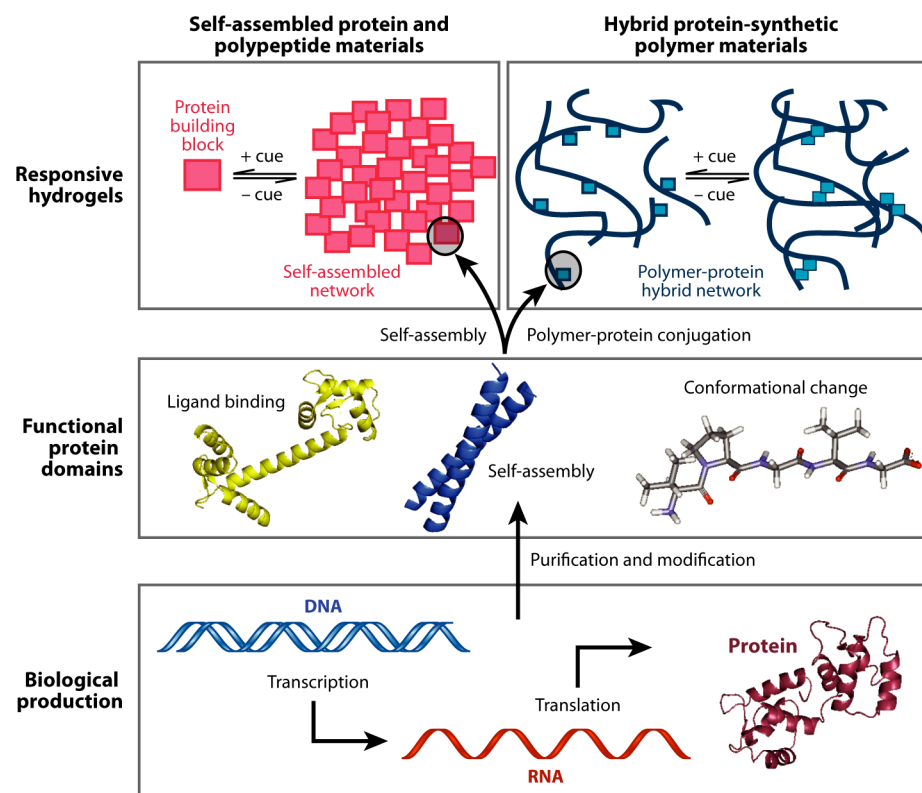 Self-assembled protein and
polypeptide materials
Hybrid protein-synthetic
polymer materials
Responsive
hydrogels
Protein
building
block
+ cue
– cue
Self-assembled
network
+ cue
– cue
Polymer-protein
hybrid network
Self-assembly
Polymer-protein conjugation
Functional
protein
domains
Ligand binding
Self-assembly
Conformational change
Purification and modification
Biological
production
DNA
Transcription
RNA
Translation
Protein